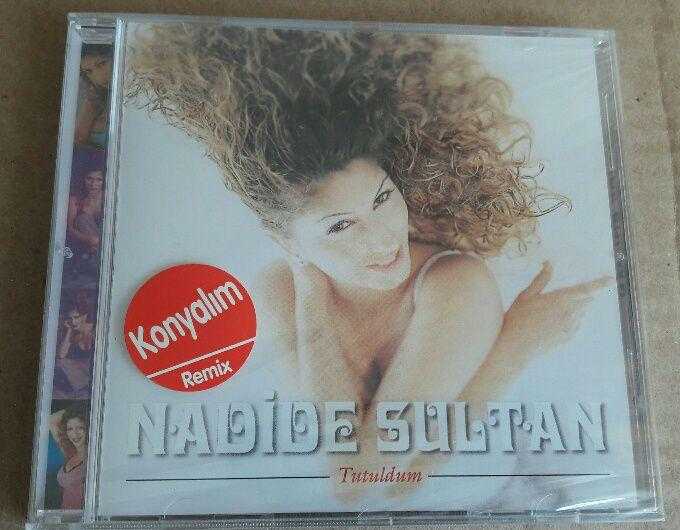 Konyalım
Remix
NADİDE SULTAN
Tutuldum